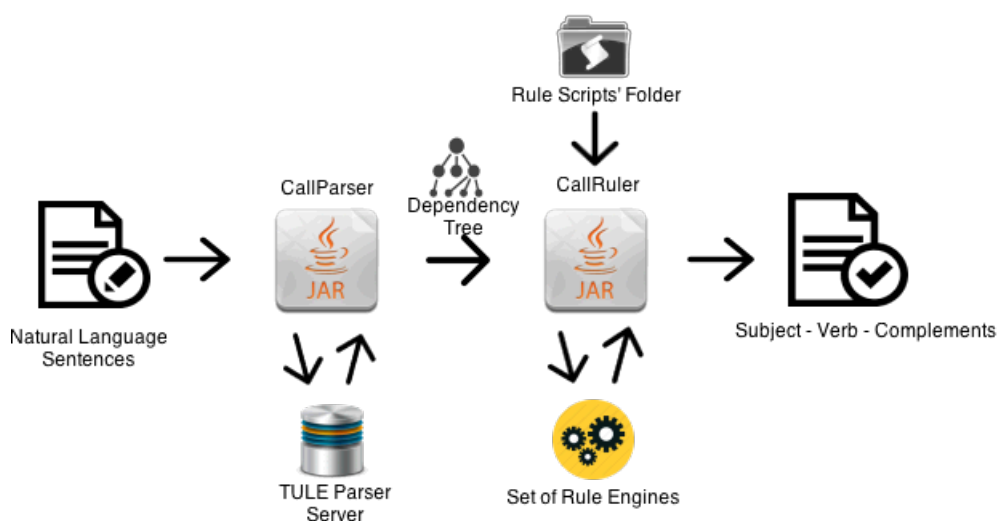 Rule Scripts' Folder
CallParser
CallRuler
Dependency
Tree
JAR
JAR
Natural Language
Sentences
Subject - Verb - Complements
TULE Parser
Server
Set of Rule Engines